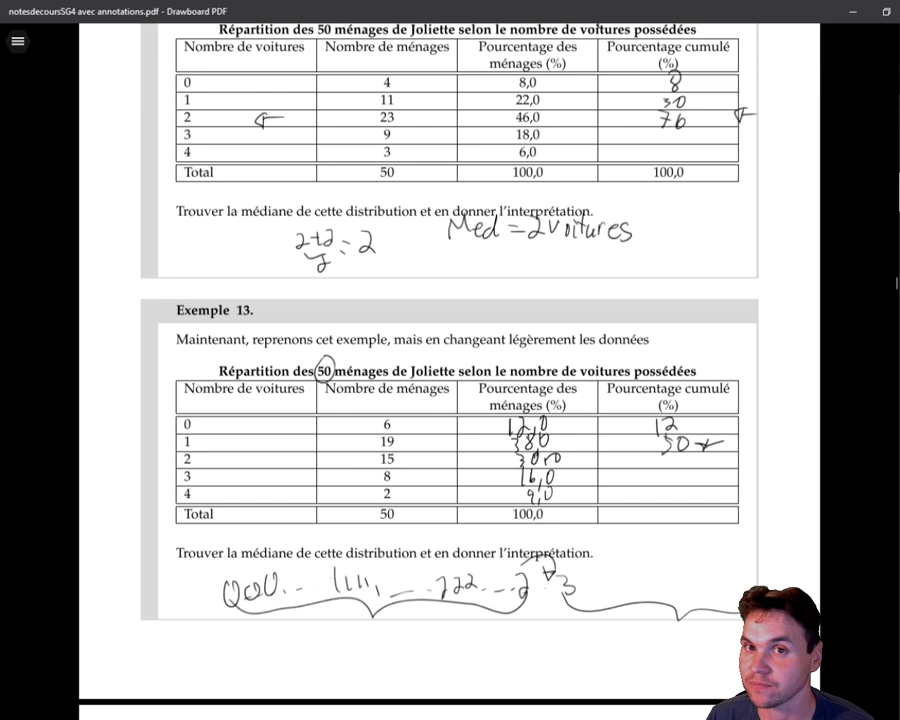 notesdecoursSG4 avec annotations.pdf - Drawboard PDF
Répartition des 50 ménages de Joliette selon le nombre de voitures possédées
Nombre de voitures Nombre de ménages Pourcentage des ménages (%) Pourcentage cumulé (%)
0 4 8,0 8
1 11 22,0 30
2 23 46,0 76
3 9 18,0
4 3 6,0
Total 50 100,0 100,0
Trouver la médiane de cette distribution et en donner l'interprétation.
2+2/2 = 2 Med = 2 voitures
Exemple 13.
Maintenant, reprenons cet exemple, mais en changeant légèrement les données
Répartition des 50 ménages de Joliette selon le nombre de voitures possédées
Nombre de voitures Nombre de ménages Pourcentage des ménages (%) Pourcentage cumulé (%)
0 6 12,0 12
1 19 38,0 50
2 15 30,0
3 8 16,0
4 2 4,0
Total 50 100,0
Trouver la médiane de cette distribution et en donner l'interprétation.
000... 1111, ... 222...2 3